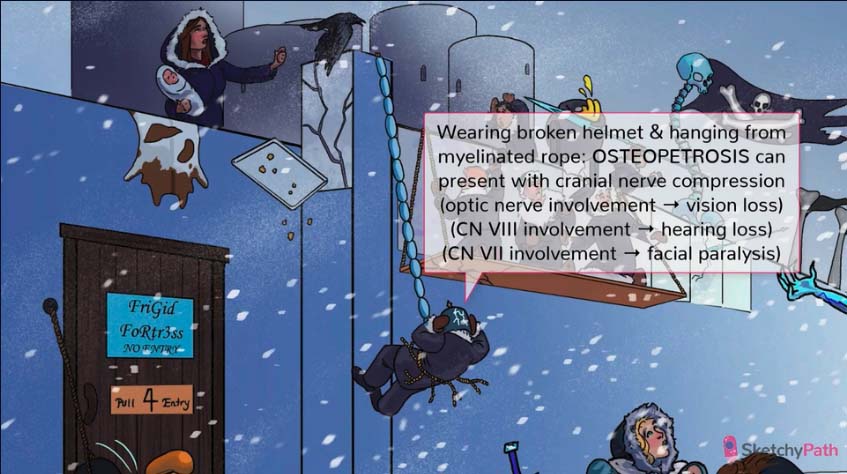 Wearing broken helmet & hanging from
myelinated rope: OSTEOPETROSIS can
present with cranial nerve compression
(optic nerve involvement → vision loss)
(CN VIII involvement → hearing loss)
(CN VII involvement → facial paralysis)
FriGid
FoRtr3ss
NO ENTRY
Pull 4 Entry
SketchyPath